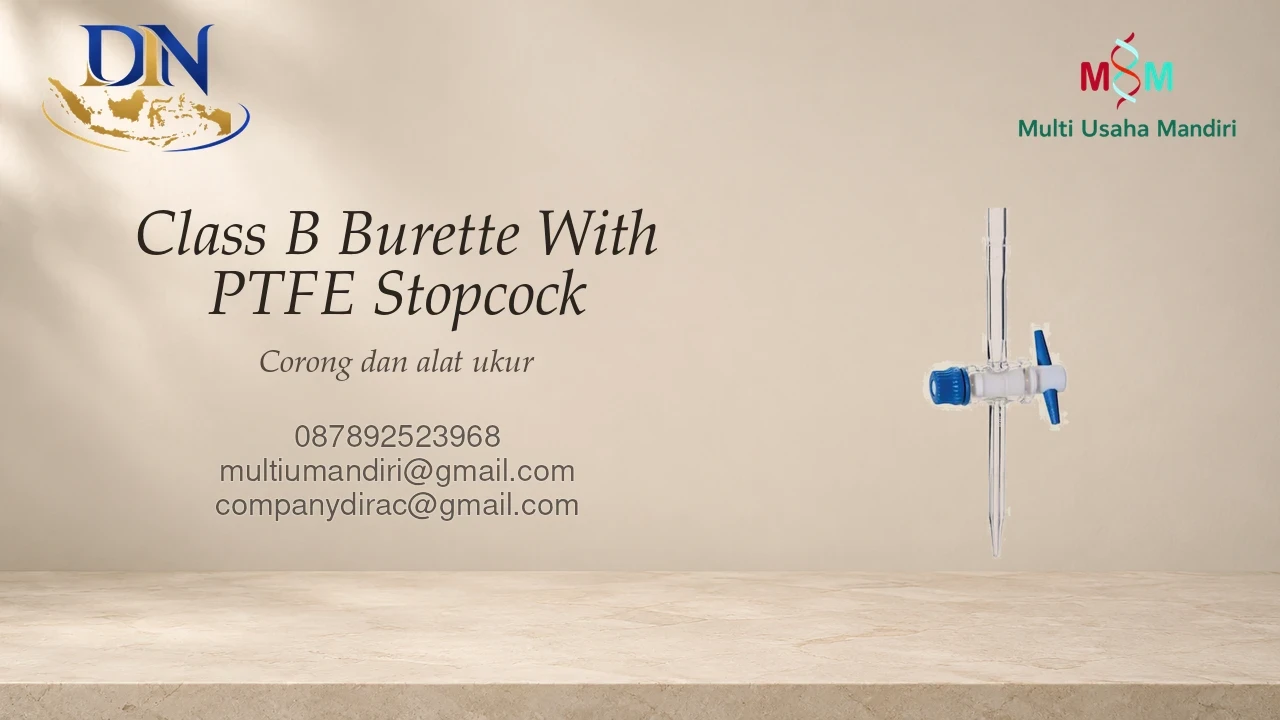 DN
M M
Multi Usaha Mandiri
Class B Burette With
PTFE Stopcock
Corong dan alat ukur
087892523968
multiumandiri@gmail.com
companydirac@gmail.com